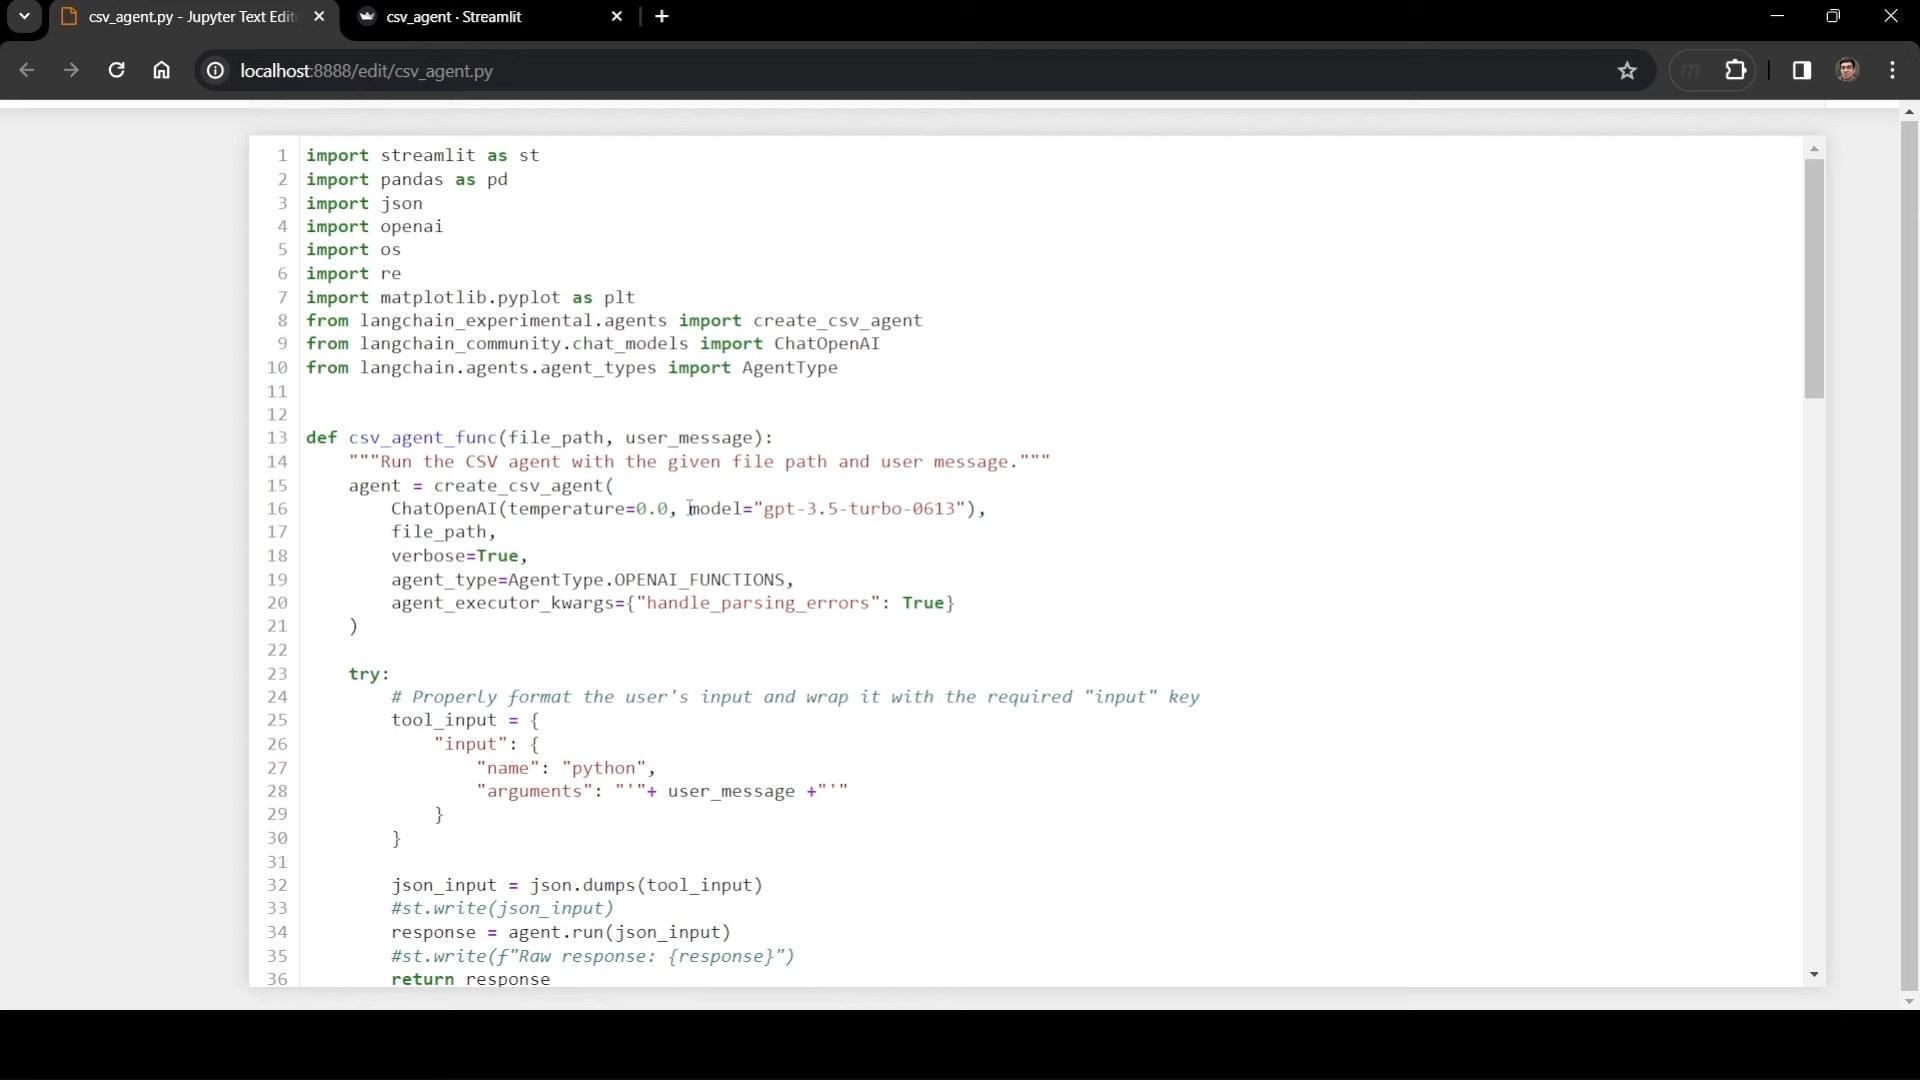 csv_agent.py - Jupyter Text Edit
csv_agent · Streamlit
localhost:8888/edit/csv_agent.py
1 import streamlit as st
2 import pandas as pd
3 import json
4 import openai
5 import os
6 import re
7 import matplotlib.pyplot as plt
8 from langchain_experimental.agents import create_csv_agent
9 from langchain_community.chat_models import ChatOpenAI
10 from langchain.agents.agent_types import AgentType
11
12
13 def csv_agent_func(file_path, user_message):
14     """Run the CSV agent with the given file path and user message."""
15     agent = create_csv_agent(
16         ChatOpenAI(temperature=0.0, model="gpt-3.5-turbo-0613"),
17         file_path,
18         verbose=True,
19         agent_type=AgentType.OPENAI_FUNCTIONS,
20         agent_executor_kwargs={"handle_parsing_errors": True}
21     )
22
23     try:
24         # Properly format the user's input and wrap it with the required "input" key
25         tool_input = {
26             "input": {
27                 "name": "python",
28                 "arguments": "'"+ user_message +"'"
29             }
30         }
31
32         json_input = json.dumps(tool_input)
33         #st.write(json_input)
34         response = agent.run(json_input)
35         #st.write(f"Raw response: {response}")
36         return response